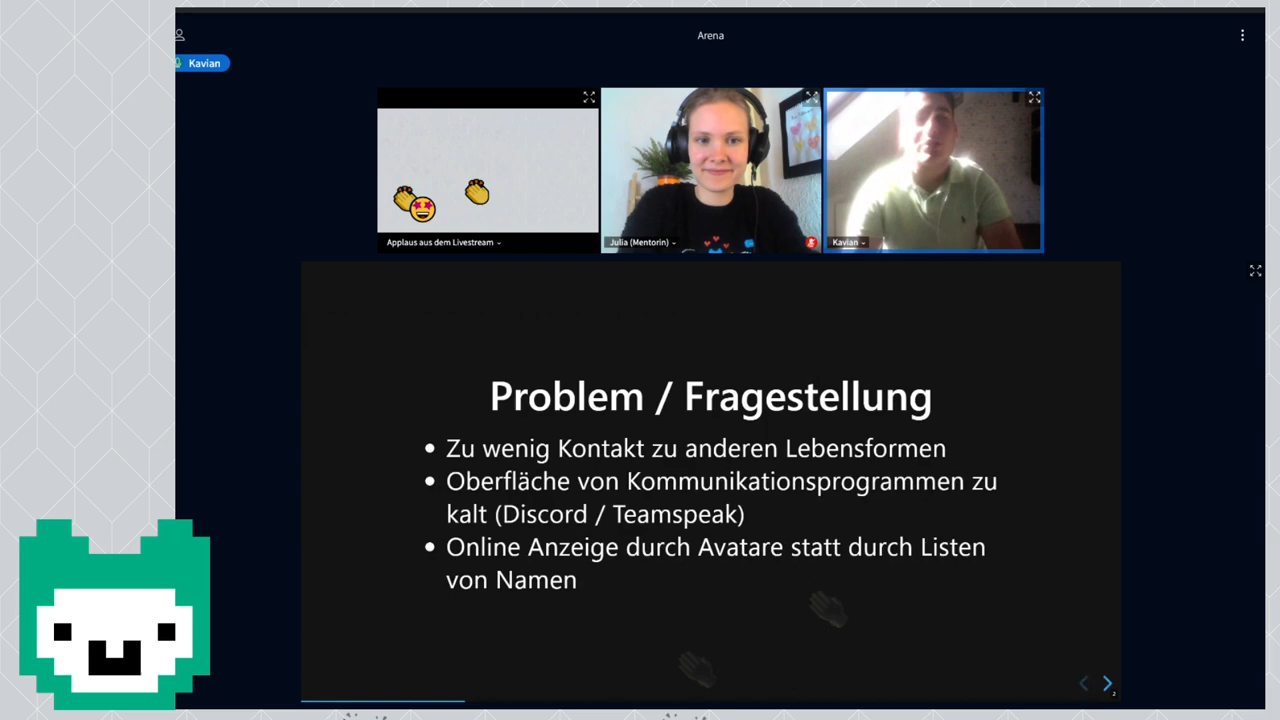 Arena
Kavian
Applaus aus dem Livestream
Julia (Mentorin)
Kavian
Problem / Fragestellung
• Zu wenig Kontakt zu anderen Lebensformen
• Oberfläche von Kommunikationsprogrammen zu
kalt (Discord / Teamspeak)
• Online Anzeige durch Avatare statt durch Listen
von Namen
2